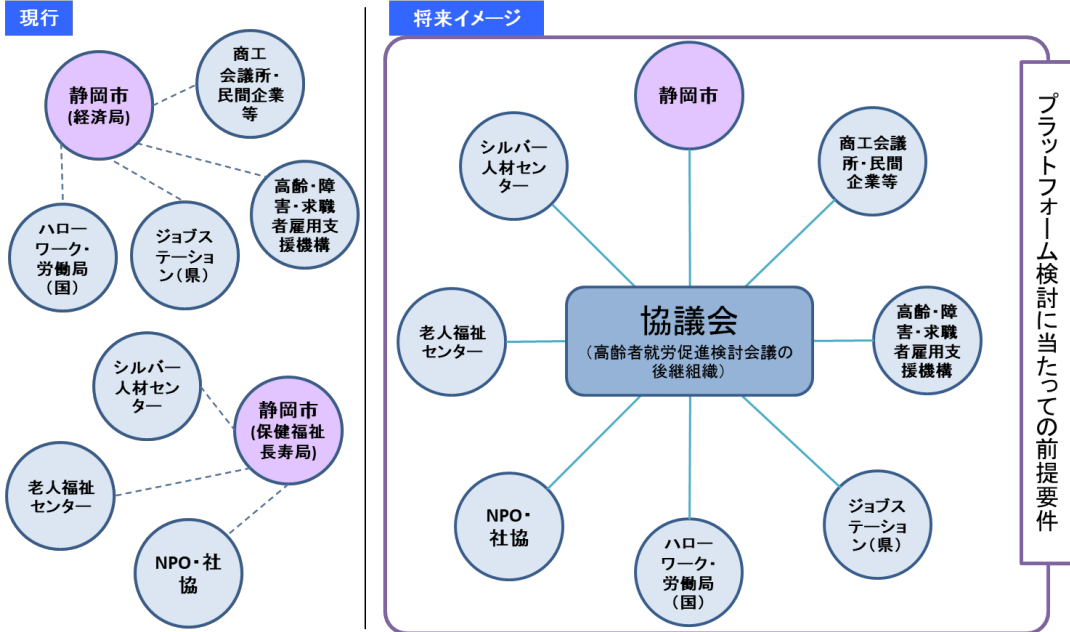 現行
静岡市
(経済局)
商工
会議所・
民間企業
等
高齢・障
害・求職
者雇用支
援機構
ジョブス
テーショ
ン(県)
ハロー
ワーク・
労働局
(国)
シルバー
人材セン
ター
静岡市
(保健福祉
長寿局)
老人福祉
センター
NPO・社
協
将来イメージ
静岡市
商工会議
所・民間
企業等
高齢・障
害・求職
者雇用支
援機構
ジョブス
テーショ
ン(県)
ハロー
ワーク・
労働局
(国)
NPO・
社協
老人福祉
センター
シルバー
人材セン
ター
協議会
(高齢者就労促進検討会議の
後継組織)
プラットフォーム検討に当たっての前提要件